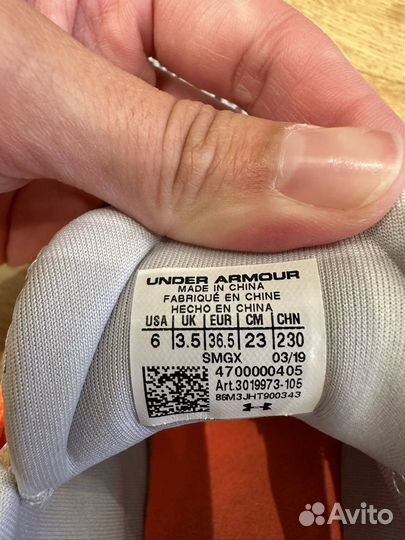 UNDER ARMOUR
MADE IN CHINA
FABRIQUÉ EN CHINE
HECHO EN CHINA
USA UK EUR CM CHN
6 3.5 36.5 23 230
SMGX 03/19
4700000405
Art.3019973-105
86M3JHT900343
Avito